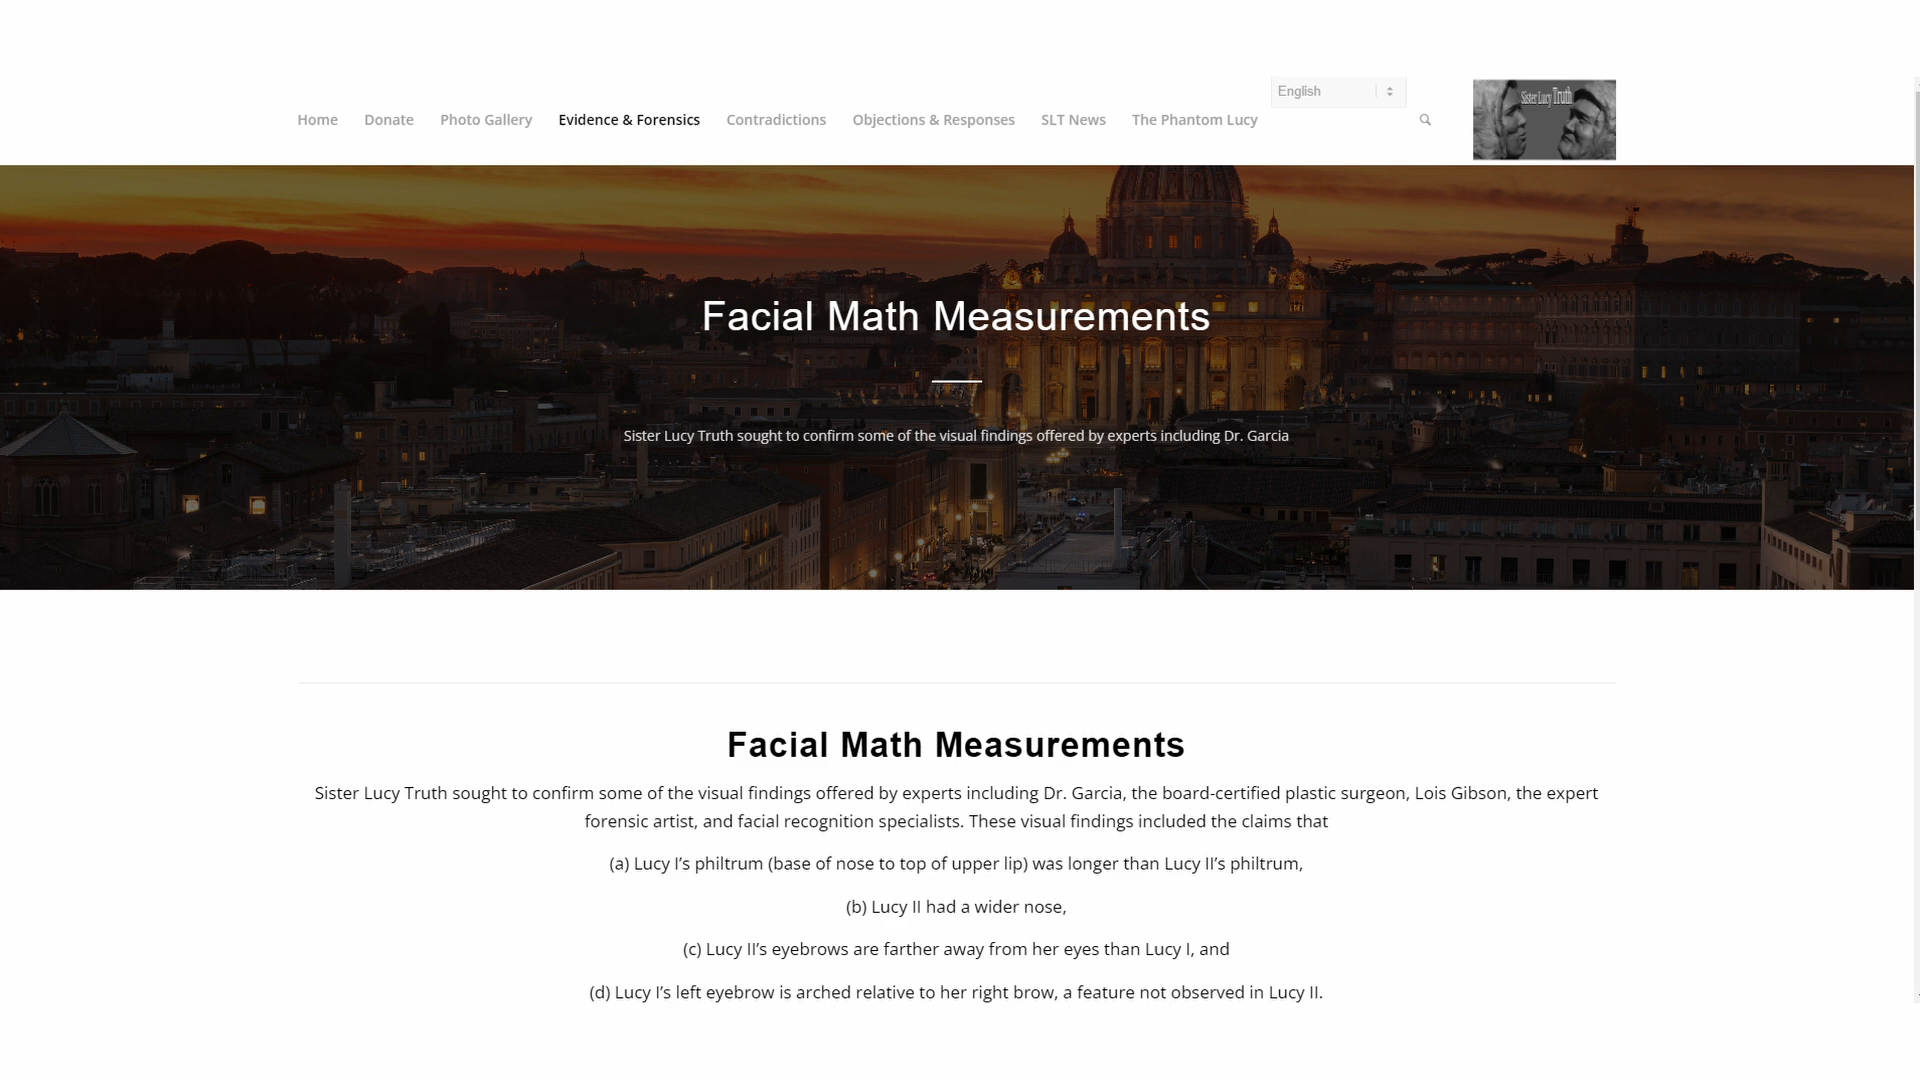 English
Home Donate Photo Gallery Evidence & Forensics Contradictions Objections & Responses SLT News The Phantom Lucy
Sister Lucy Truth
Facial Math Measurements
Sister Lucy Truth sought to confirm some of the visual findings offered by experts including Dr. Garcia
Facial Math Measurements
Sister Lucy Truth sought to confirm some of the visual findings offered by experts including Dr. Garcia, the board-certified plastic surgeon, Lois Gibson, the expert
forensic artist, and facial recognition specialists. These visual findings included the claims that
(a) Lucy I’s philtrum (base of nose to top of upper lip) was longer than Lucy II’s philtrum,
(b) Lucy II had a wider nose,
(c) Lucy II’s eyebrows are farther away from her eyes than Lucy I, and
(d) Lucy I’s left eyebrow is arched relative to her right brow, a feature not observed in Lucy II.